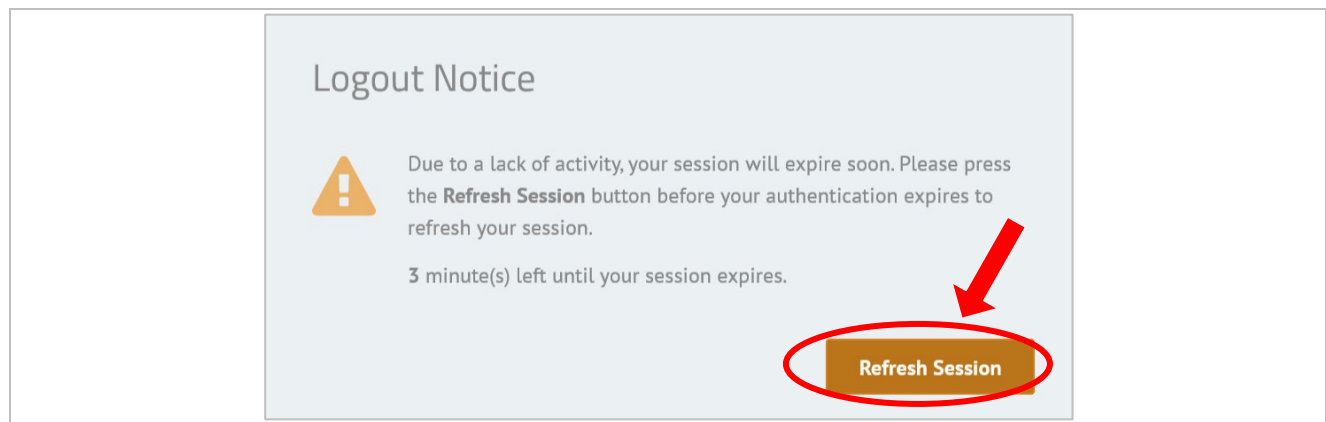 Logout Notice
Due to a lack of activity, your session will expire soon. Please press
the Refresh Session button before your authentication expires to
refresh your session.
3 minute(s) left until your session expires.
Refresh Session